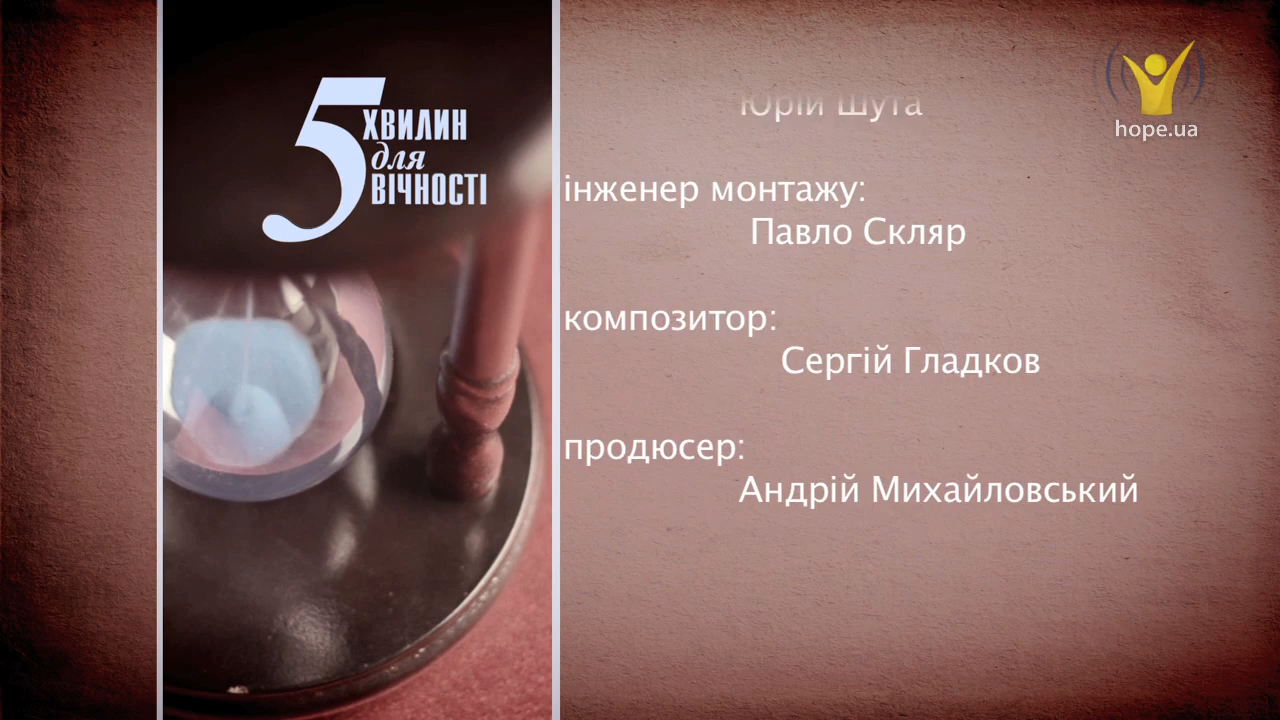 5 ХВИЛИН
для
ВІЧНОСТІ
Юрій Шута
hope.ua
інженер монтажу:
Павло Скляр
композитор:
Сергій Гладков
продюсер:
Андрій Михайловський